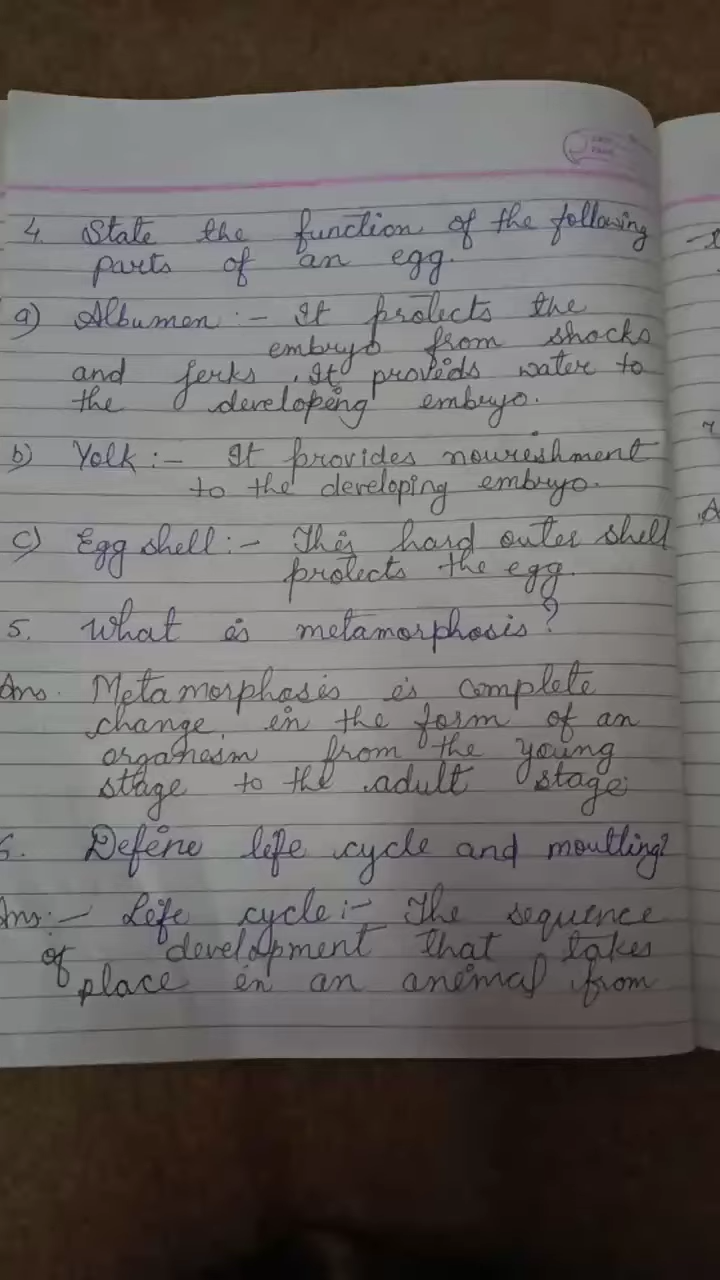 4. State the function of the following
parts of an egg.
a) Albumen :- It protects the
embryo from shocks
and jerks. It proveds water to
the developing embryo.
b) Yolk :- It provides nourishment
to the developing embryo.
c) Egg shell :- This hard outer shell
protects the egg.
5. What is metamorphosis?
Ans. Metamorphosis is complete
change in the form of an
organism from the young
stage to the adult stage.
6. Define life cycle and moulting?
Ans :- Life cycle :- The sequence
of development that takes
place in an animal from